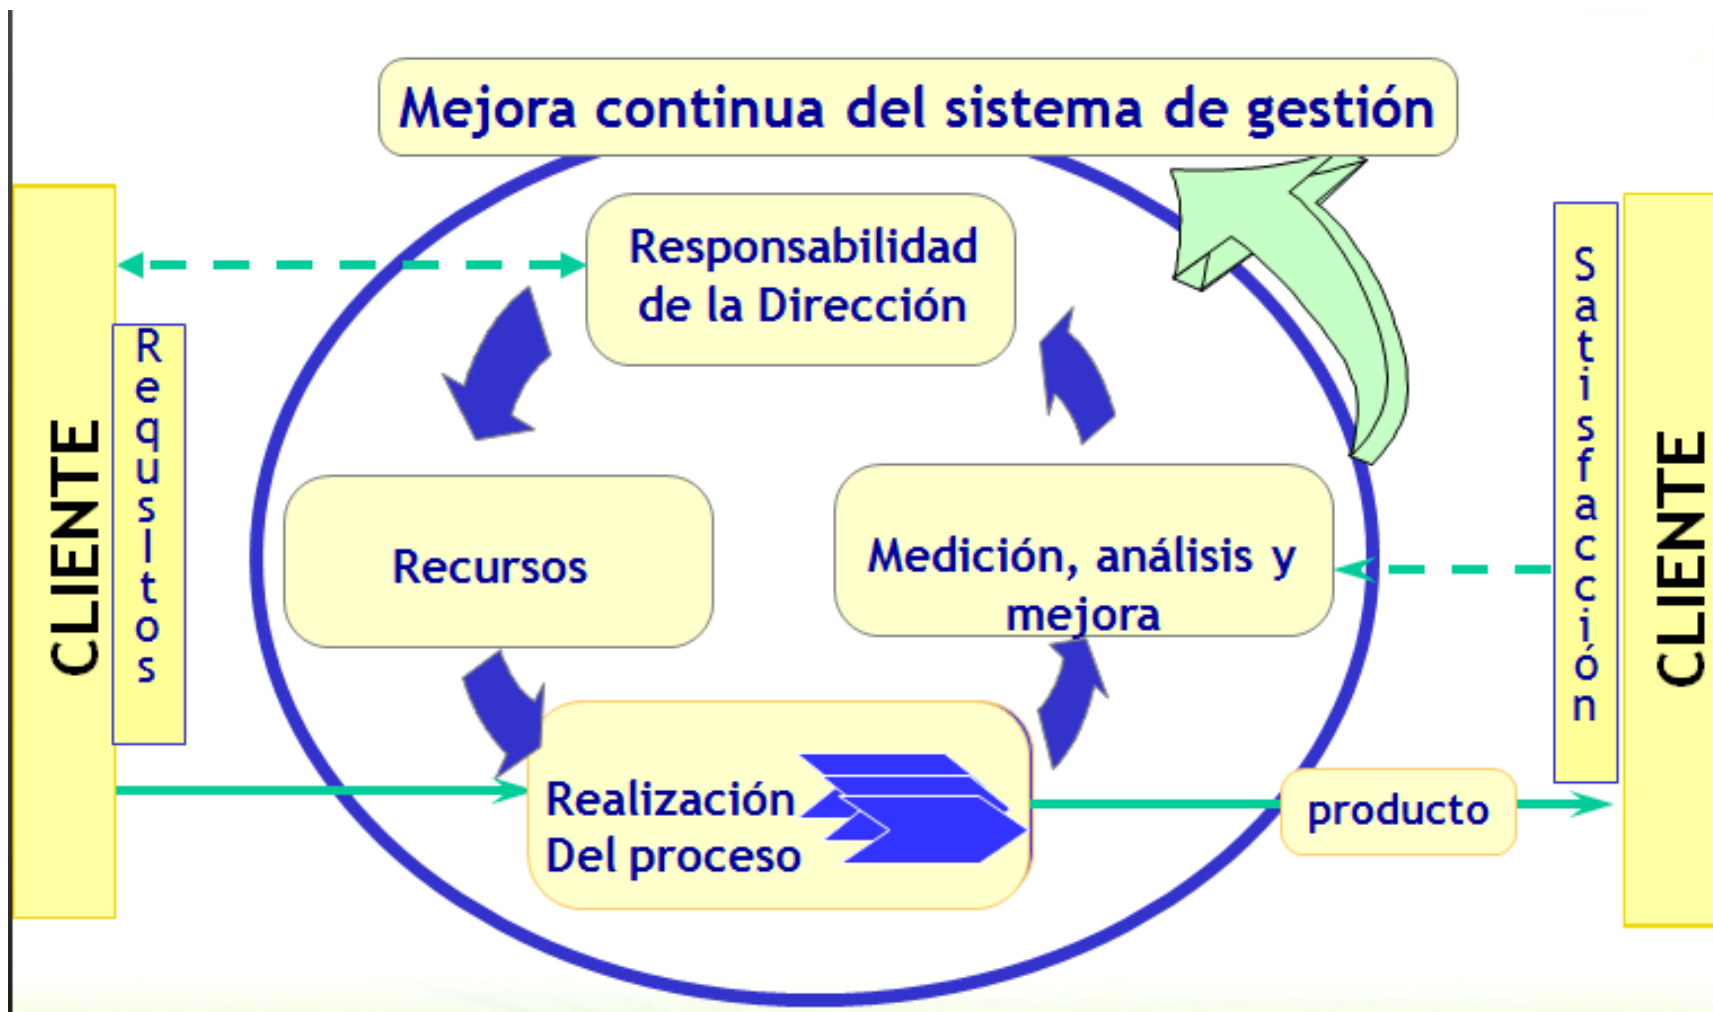 Mejora continua del sistema de gestión
Responsabilidad
de la Dirección
CLIENTE
RequsItos
Recursos
Medición, análisis y
mejora
Realización
Del proceso
producto
Satisfacción
CLIENTE